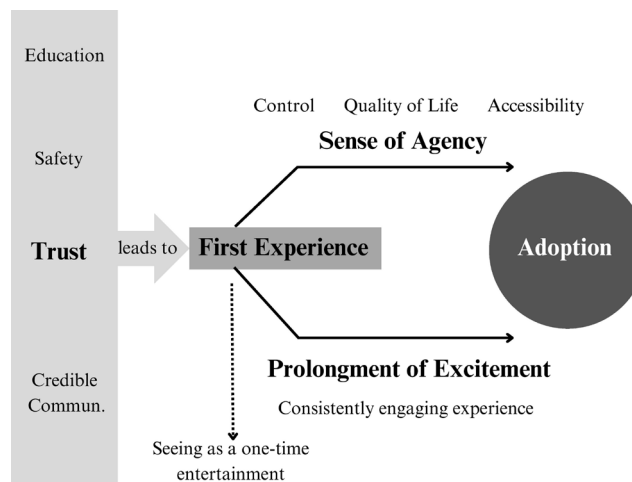 Education
Safety
Trust
Credible
Commun.
leads to
First Experience
Control Quality of Life Accessibility
Sense of Agency
Adoption
Prolongment of Excitement
Consistently engaging experience
Seeing as a one-time
entertainment